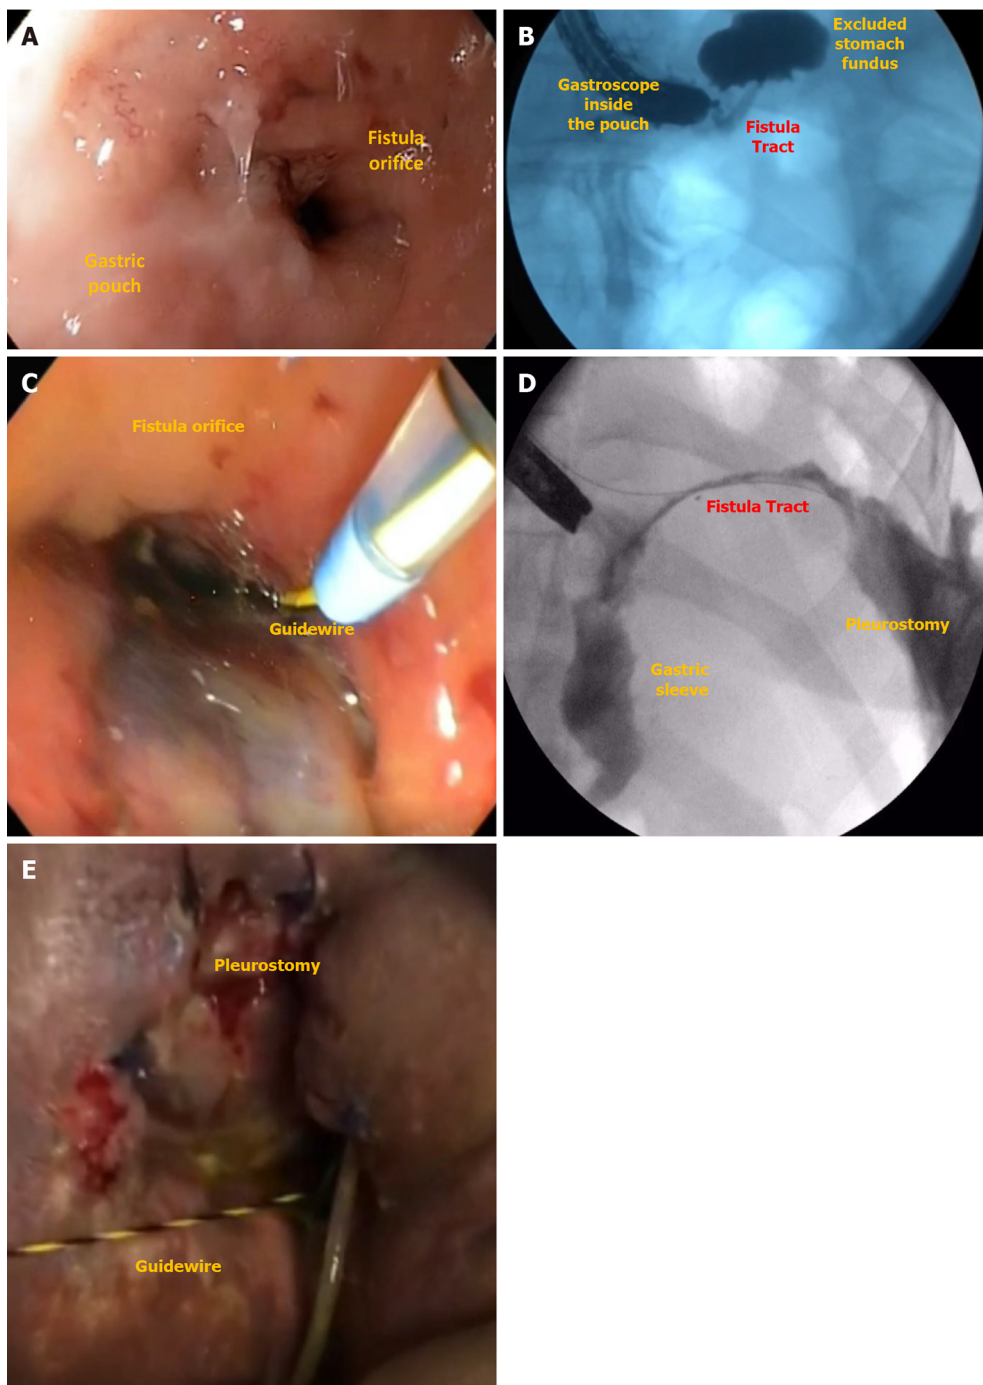 A
Fistula
orifice
Gastric
pouch
B
Excluded
stomach
fundus
Gastroscope
inside
the pouch
Fistula
Tract
C
Fistula orifice
Guidewire
D
Fistula Tract
Pleurostomy
Gastric
sleeve
E
Pleurostomy
Guidewire